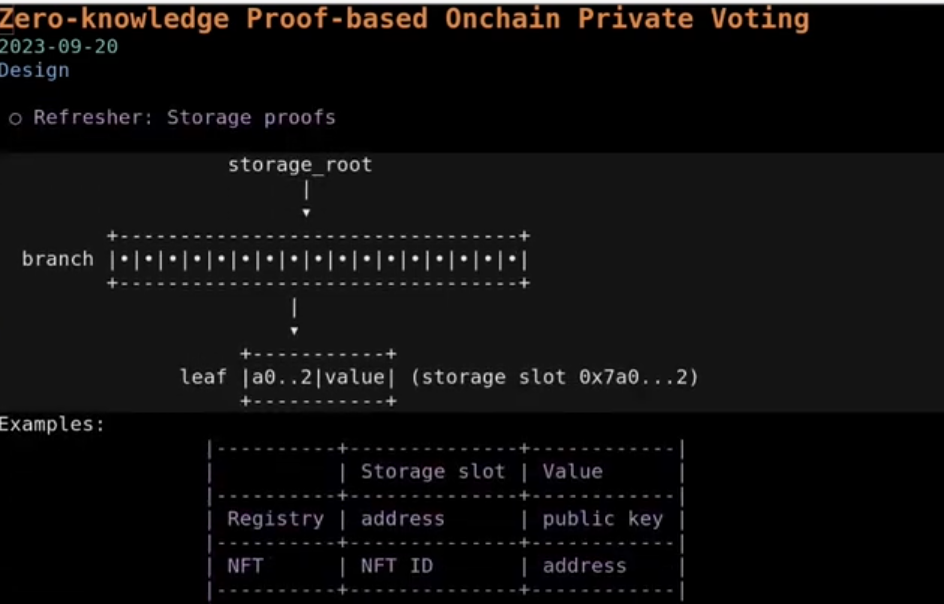 Zero-knowledge Proof-based Onchain Private Voting
2023-09-20
Design
○ Refresher: Storage proofs
storage_root
|
▾
+---------------------------------+
branch |•|•|•|•|•|•|•|•|•|•|•|•|•|•|•|•|•|
+---------------------------------+
|
▾
+-----------+
leaf |a0..2|value| (storage slot 0x7a0...2)
+-----------+
Examples:
|----------+--------------+------------|
|          | Storage slot | Value      |
|----------+--------------+------------|
| Registry | address      | public key |
|----------+--------------+------------|
| NFT      | NFT ID       | address    |
|----------+--------------+------------|